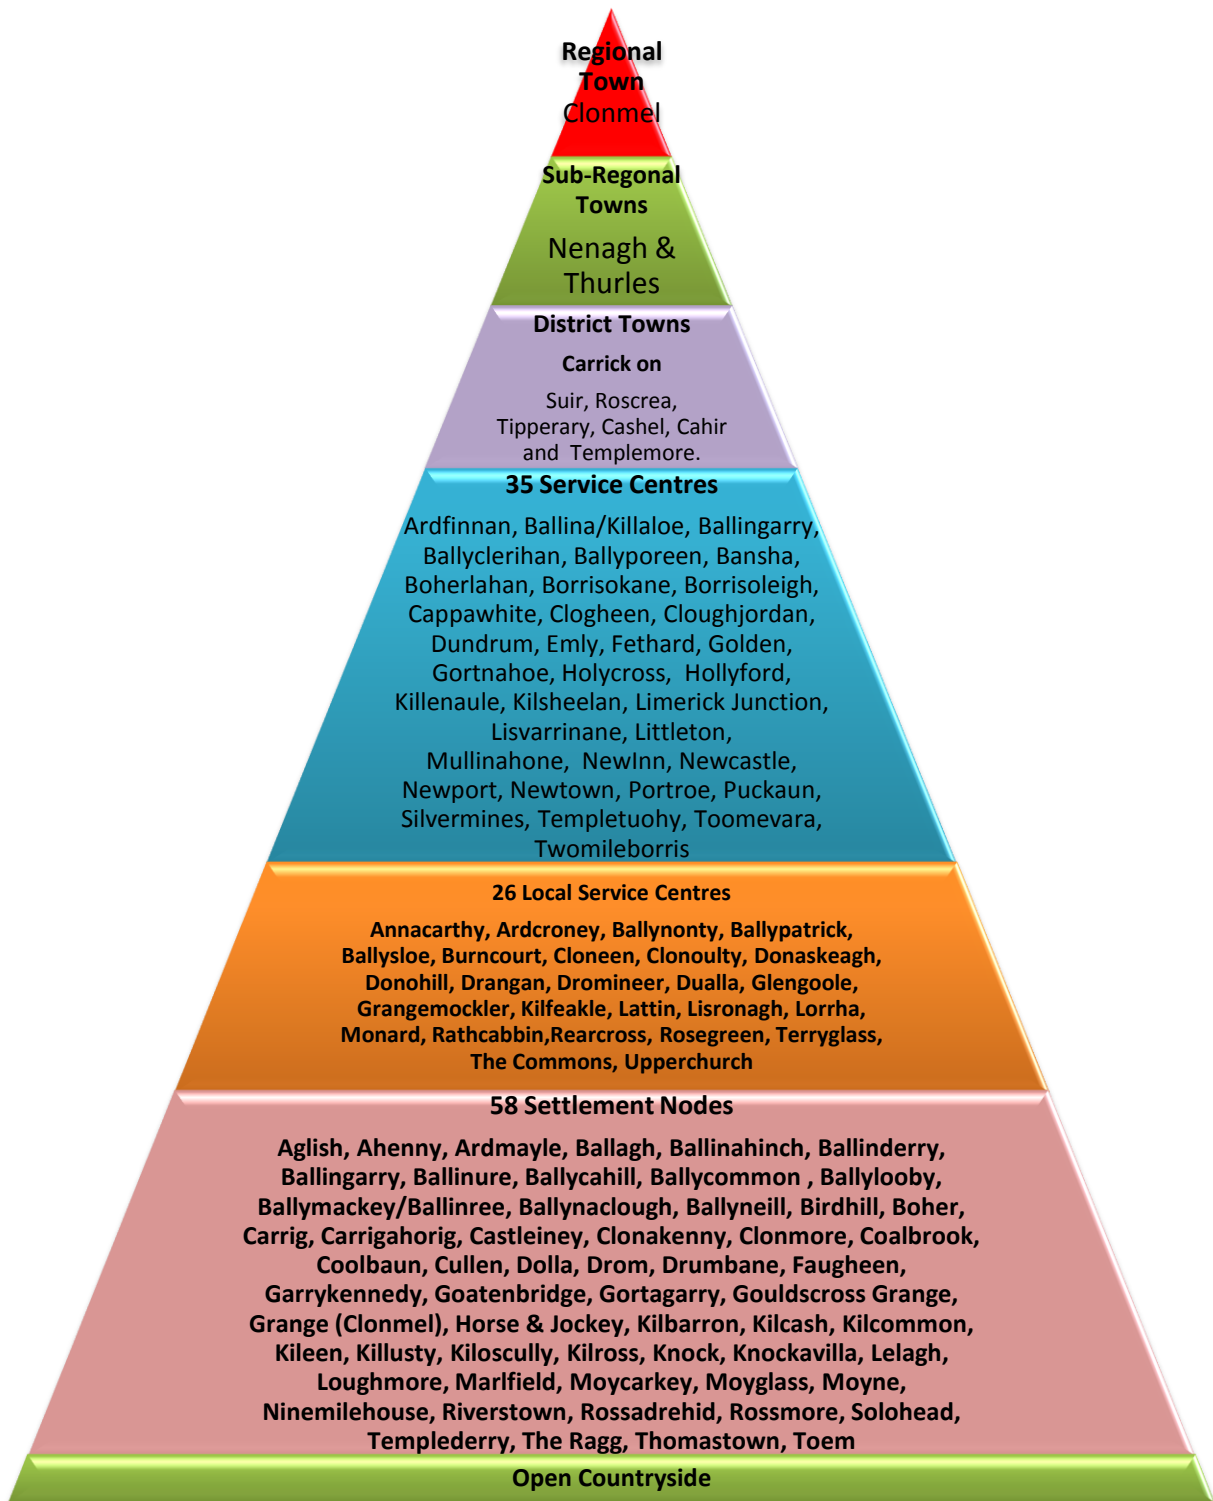 Regional
Town
Clonmel
Sub-Regonal
Towns
Nenagh &
Thurles
District Towns
Carrick on
Suir, Roscrea,
Tipperary, Cashel, Cahir
and Templemore.
35 Service Centres
Ardfinnan, Ballina/Killaloe, Ballingarry,
Ballyclerihan, Ballyporeen, Bansha,
Boherlahan, Borrisokane, Borrisoleigh,
Cappawhite, Clogheen, Cloughjordan,
Dundrum, Emly, Fethard, Golden,
Gortnahoe, Holycross, Hollyford,
Killenaule, Kilsheelan, Limerick Junction,
Lisvarrinane, Littleton,
Mullinahone, NewInn, Newcastle,
Newport, Newtown, Portroe, Puckaun,
Silvermines, Templetuohy, Toomevara,
Twomileborris
26 Local Service Centres
Annacarthy, Ardcroney, Ballynonty, Ballypatrick,
Ballysloe, Burncourt, Cloneen, Clonoulty, Donaskeagh,
Donohill, Drangan, Dromineer, Dualla, Glengoole,
Grangemockler, Kilfeakle, Lattin, Lisronagh, Lorrha,
Monard, Rathcabbin,Rearcross, Rosegreen, Terryglass,
The Commons, Upperchurch
58 Settlement Nodes
Aglish, Ahenny, Ardmayle, Ballagh, Ballinahinch, Ballinderry,
Ballingarry, Ballinure, Ballycahill, Ballycommon , Ballylooby,
Ballymackey/Ballinree, Ballynaclough, Ballyneill, Birdhill, Boher,
Carrig, Carrigahorig, Castleiney, Clonakenny, Clonmore, Coalbrook,
Coolbaun, Cullen, Dolla, Drom, Drumbane, Faugheen,
Garrykennedy, Goatenbridge, Gortagarry, Gouldscross Grange,
Grange (Clonmel), Horse & Jockey, Kilbarron, Kilcash, Kilcommon,
Kileen, Killusty, Kiloscully, Kilross, Knock, Knockavilla, Lelagh,
Loughmore, Marlfield, Moycarkey, Moyglass, Moyne,
Ninemilehouse, Riverstown, Rossadrehid, Rossmore, Solohead,
Templederry, The Ragg, Thomastown, Toem
Open Countryside